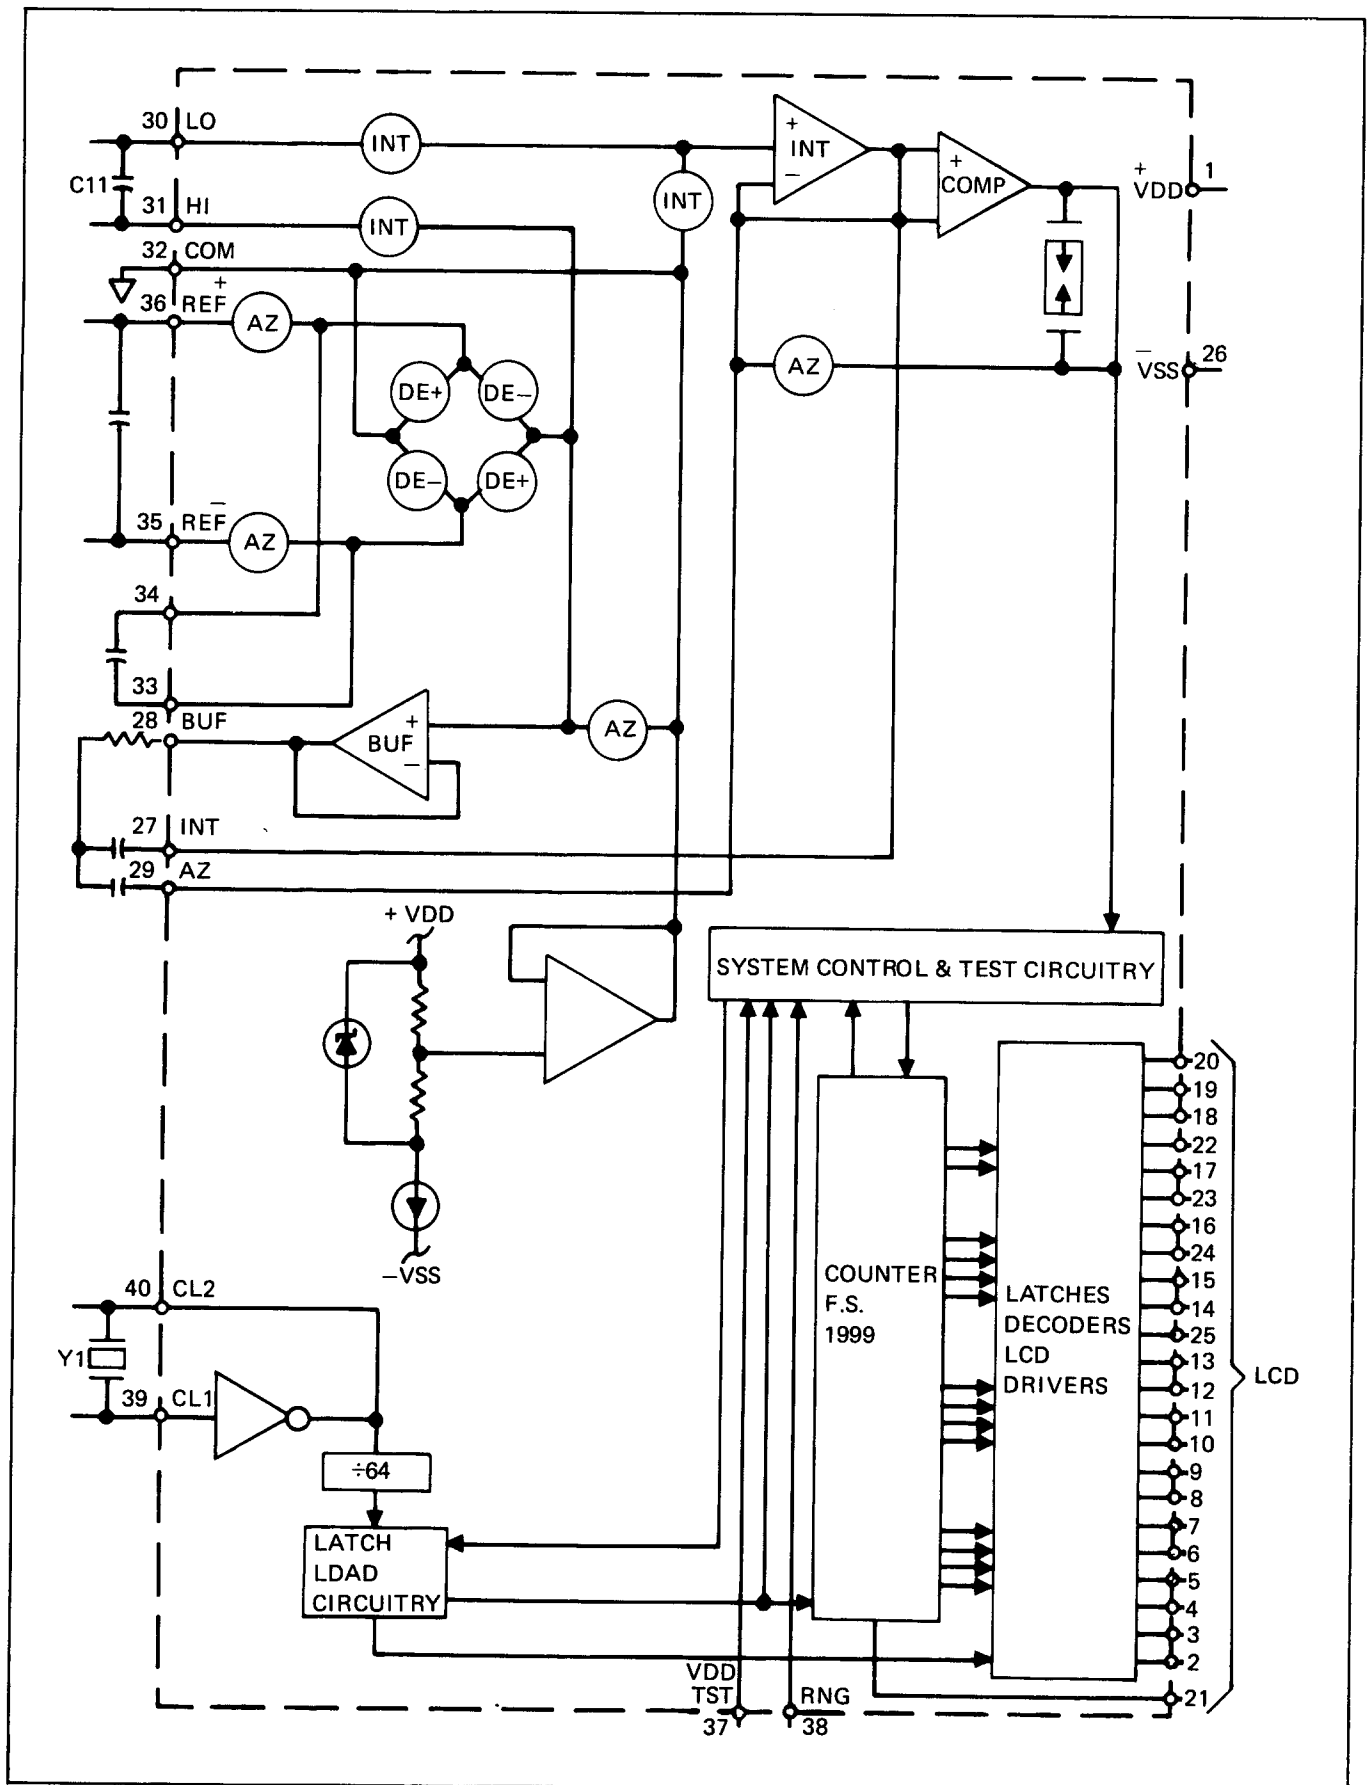 30 LO
INT
+
INT
−
C11
31 HI
INT
INT
+
COMP
+
VDD
1
32 COM
+
36 REF
AZ
DE+
DE−
DE−
DE+
AZ
−
VSS
26
−
35 REF
AZ
34
33
28 BUF
+
BUF
−
AZ
27 INT
29 AZ
+ VDD
−VSS
SYSTEM CONTROL & TEST CIRCUITRY
COUNTER
F.S.
1999
LATCHES
DECODERS
LCD
DRIVERS
20
19
18
22
17
23
16
24
15
14
25
13
12
11
10
9
8
7
6
5
4
3
2
21
LCD
40 CL2
Y1
39 CL1
÷64
LATCH
LDAD
CIRCUITRY
VDD
TST
37
RNG
38